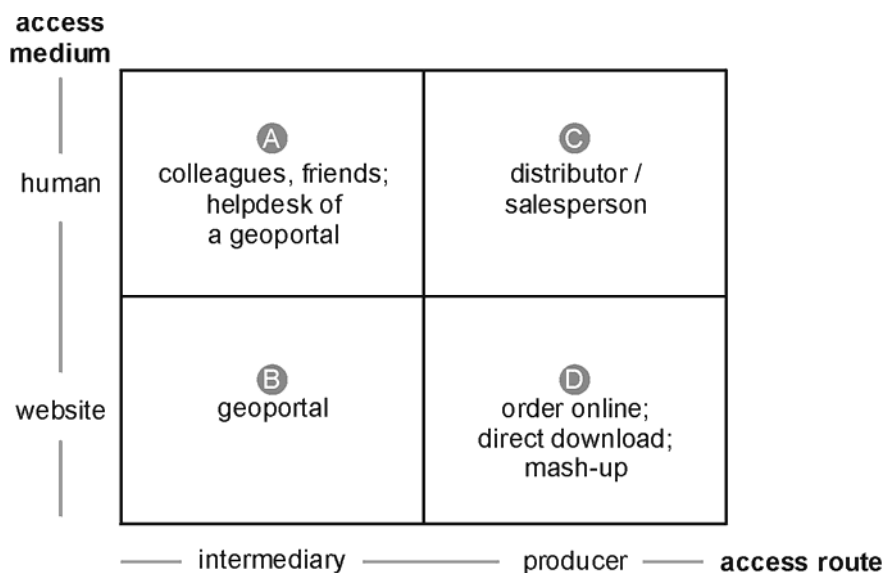 access
medium
human
A
colleagues, friends;
helpdesk of
a geoportal
C
distributor /
salesperson
website
B
geoportal
D
order online;
direct download;
mash-up
intermediary producer access route